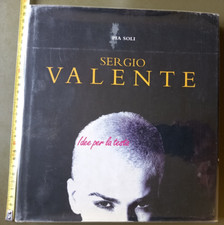 PIA SOLI
SERGIO
VALENTE
Idee per la testa